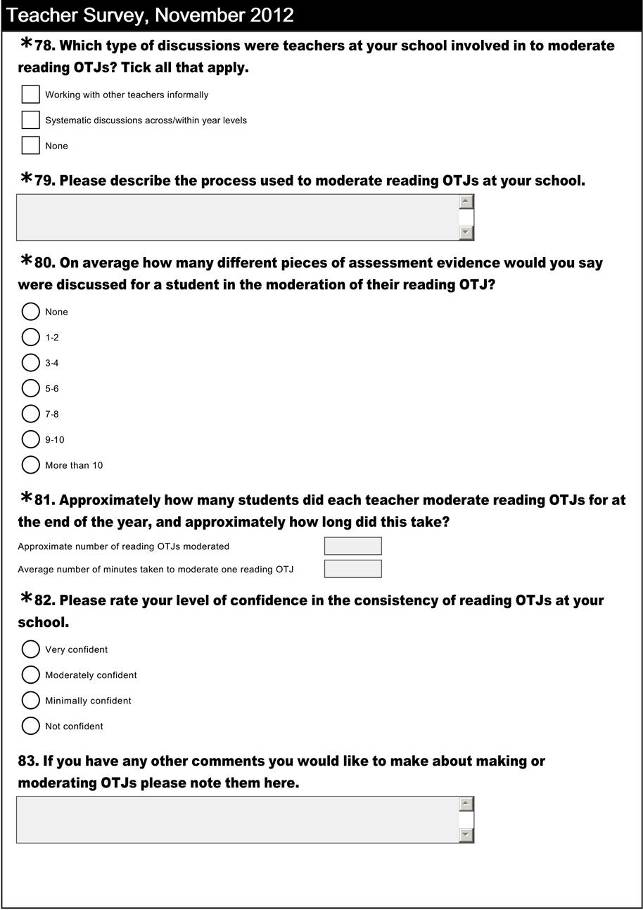 Teacher Survey, November 2012
*78. Which type of discussions were teachers at your school involved in to moderate
reading OTJs? Tick all that apply.
Working with other teachers informally
Systematic discussions across/within year levels
None
*79. Please describe the process used to moderate reading OTJs at your school.
*80. On average how many different pieces of assessment evidence would you say
were discussed for a student in the moderation of their reading OTJ?
None
1-2
3-4
5-6
7-8
9-10
More than 10
*81. Approximately how many students did each teacher moderate reading OTJs for at
the end of the year, and approximately how long did this take?
Approximate number of reading OTJs moderated
Average number of minutes taken to moderate one reading OTJ
*82. Please rate your level of confidence in the consistency of reading OTJs at your
school.
Very confident
Moderately confident
Minimally confident
Not confident
83. If you have any other comments you would like to make about making or
moderating OTJs please note them here.